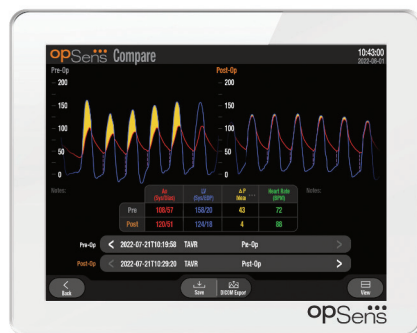 opSens Compare
10:43:00
2022-08-01
Pre-Op
Post-Op
200
150
100
50
0
200
150
100
50
0
Notes:
Notes:
Ao (Sys/Dias) LV (Sys/EDP) ΔP Mean Heart Rate (BPM)
Pre 108/57 158/20 43 72
Post 120/51 124/18 4 88
Pre-Op < 2022-07-21T10:19:58 TAVR Pe-Op >
Post-Op < 2022-07-21T10:29:20 TAVR Post-Op >
Back
Save
DICOM Export
View
opSens